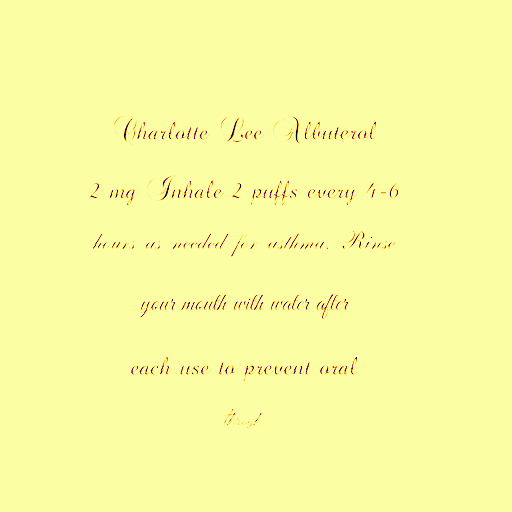 Charlotte Lee Albuterol
2 mg Inhale 2 puffs every 4-6
hours as needed for asthma. Rinse
your mouth with water after
each use to prevent oral